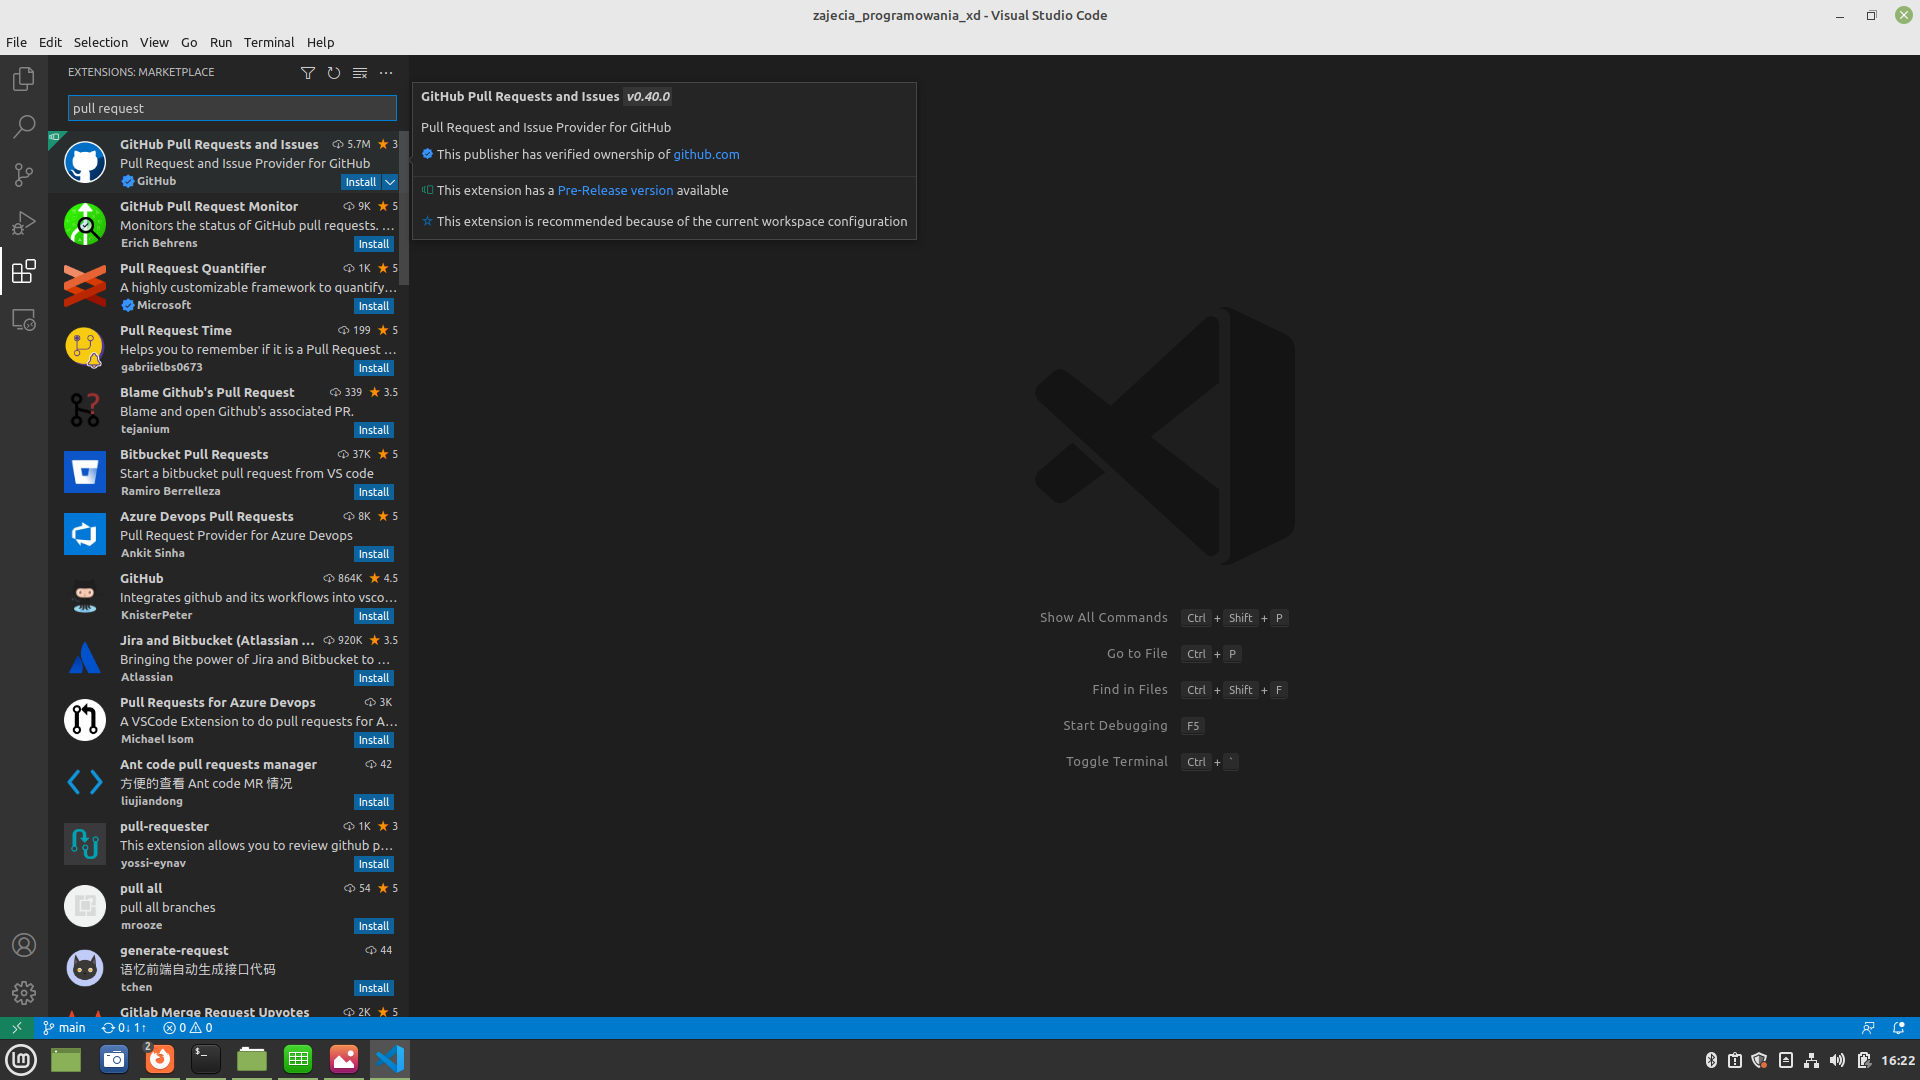 zajecia_programowania_xd - Visual Studio Code
File Edit Selection View Go Run Terminal Help
EXTENSIONS: MARKETPLACE
pull request
GitHub Pull Requests and Issues 5.7M 3
Pull Request and Issue Provider for GitHub
GitHub Install
GitHub Pull Request Monitor 9K 5
Monitors the status of GitHub pull requests. ...
Erich Behrens Install
Pull Request Quantifier 1K 5
A highly customizable framework to quantify...
Microsoft Install
Pull Request Time 199 5
Helps you to remember if it is a Pull Request ...
gabriielbs0673 Install
Blame Github's Pull Request 339 3.5
Blame and open Github's associated PR.
tejanium Install
Bitbucket Pull Requests 37K 5
Start a bitbucket pull request from VS code
Ramiro Berrelleza Install
Azure Devops Pull Requests 8K 5
Pull Request Provider for Azure Devops
Ankit Sinha Install
GitHub 864K 4.5
Integrates github and its workflows into vsco...
KnisterPeter Install
Jira and Bitbucket (Atlassian ... 920K 3.5
Bringing the power of Jira and Bitbucket to ...
Atlassian Install
Pull Requests for Azure Devops 3K
A VSCode Extension to do pull requests for A...
Michael Isom Install
Ant code pull requests manager 42
方便的查看 Ant code MR 情况
liujiandong Install
pull-requester 1K 3
This extension allows you to review github p...
yossi-eynav Install
pull all 54 5
pull all branches
mrooze Install
generate-request 44
语忆前端自动生成接口代码
tchen Install
Gitlab Merge Request Upvotes 2K 5
GitHub Pull Requests and Issues v0.40.0
Pull Request and Issue Provider for GitHub
This publisher has verified ownership of github.com
This extension has a Pre-Release version available
This extension is recommended because of the current workspace configuration
Show All Commands Ctrl + Shift + P
Go to File Ctrl + P
Find in Files Ctrl + Shift + F
Start Debugging F5
Toggle Terminal Ctrl + `
main 0↓ 1↑ 0 0
2
$_
16:22